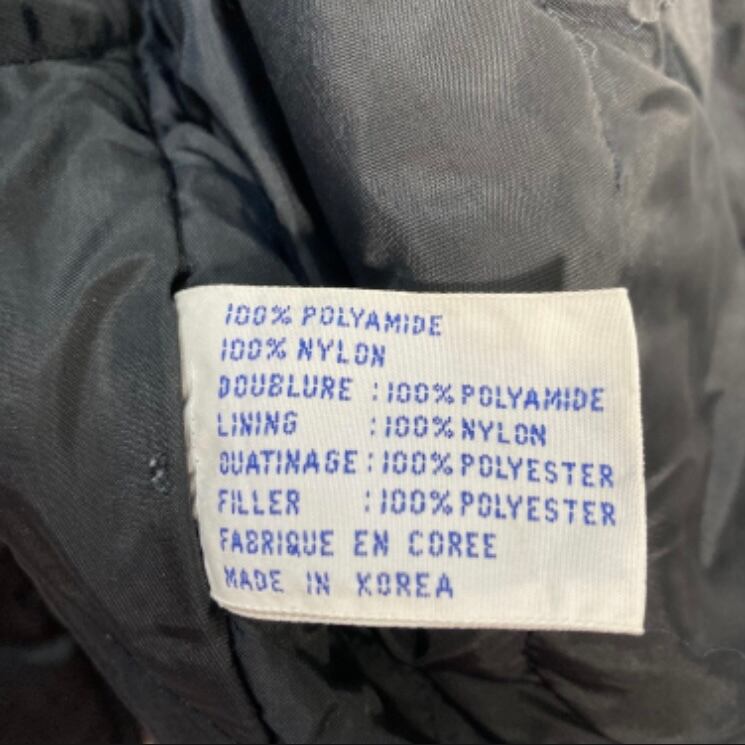 100% POLYAMIDE
100% NYLON
DOUBLURE : 100% POLYAMIDE
LINING : 100% NYLON
OUATINAGE : 100% POLYESTER
FILLER : 100% POLYESTER
FABRIQUE EN COREE
MADE IN KOREA